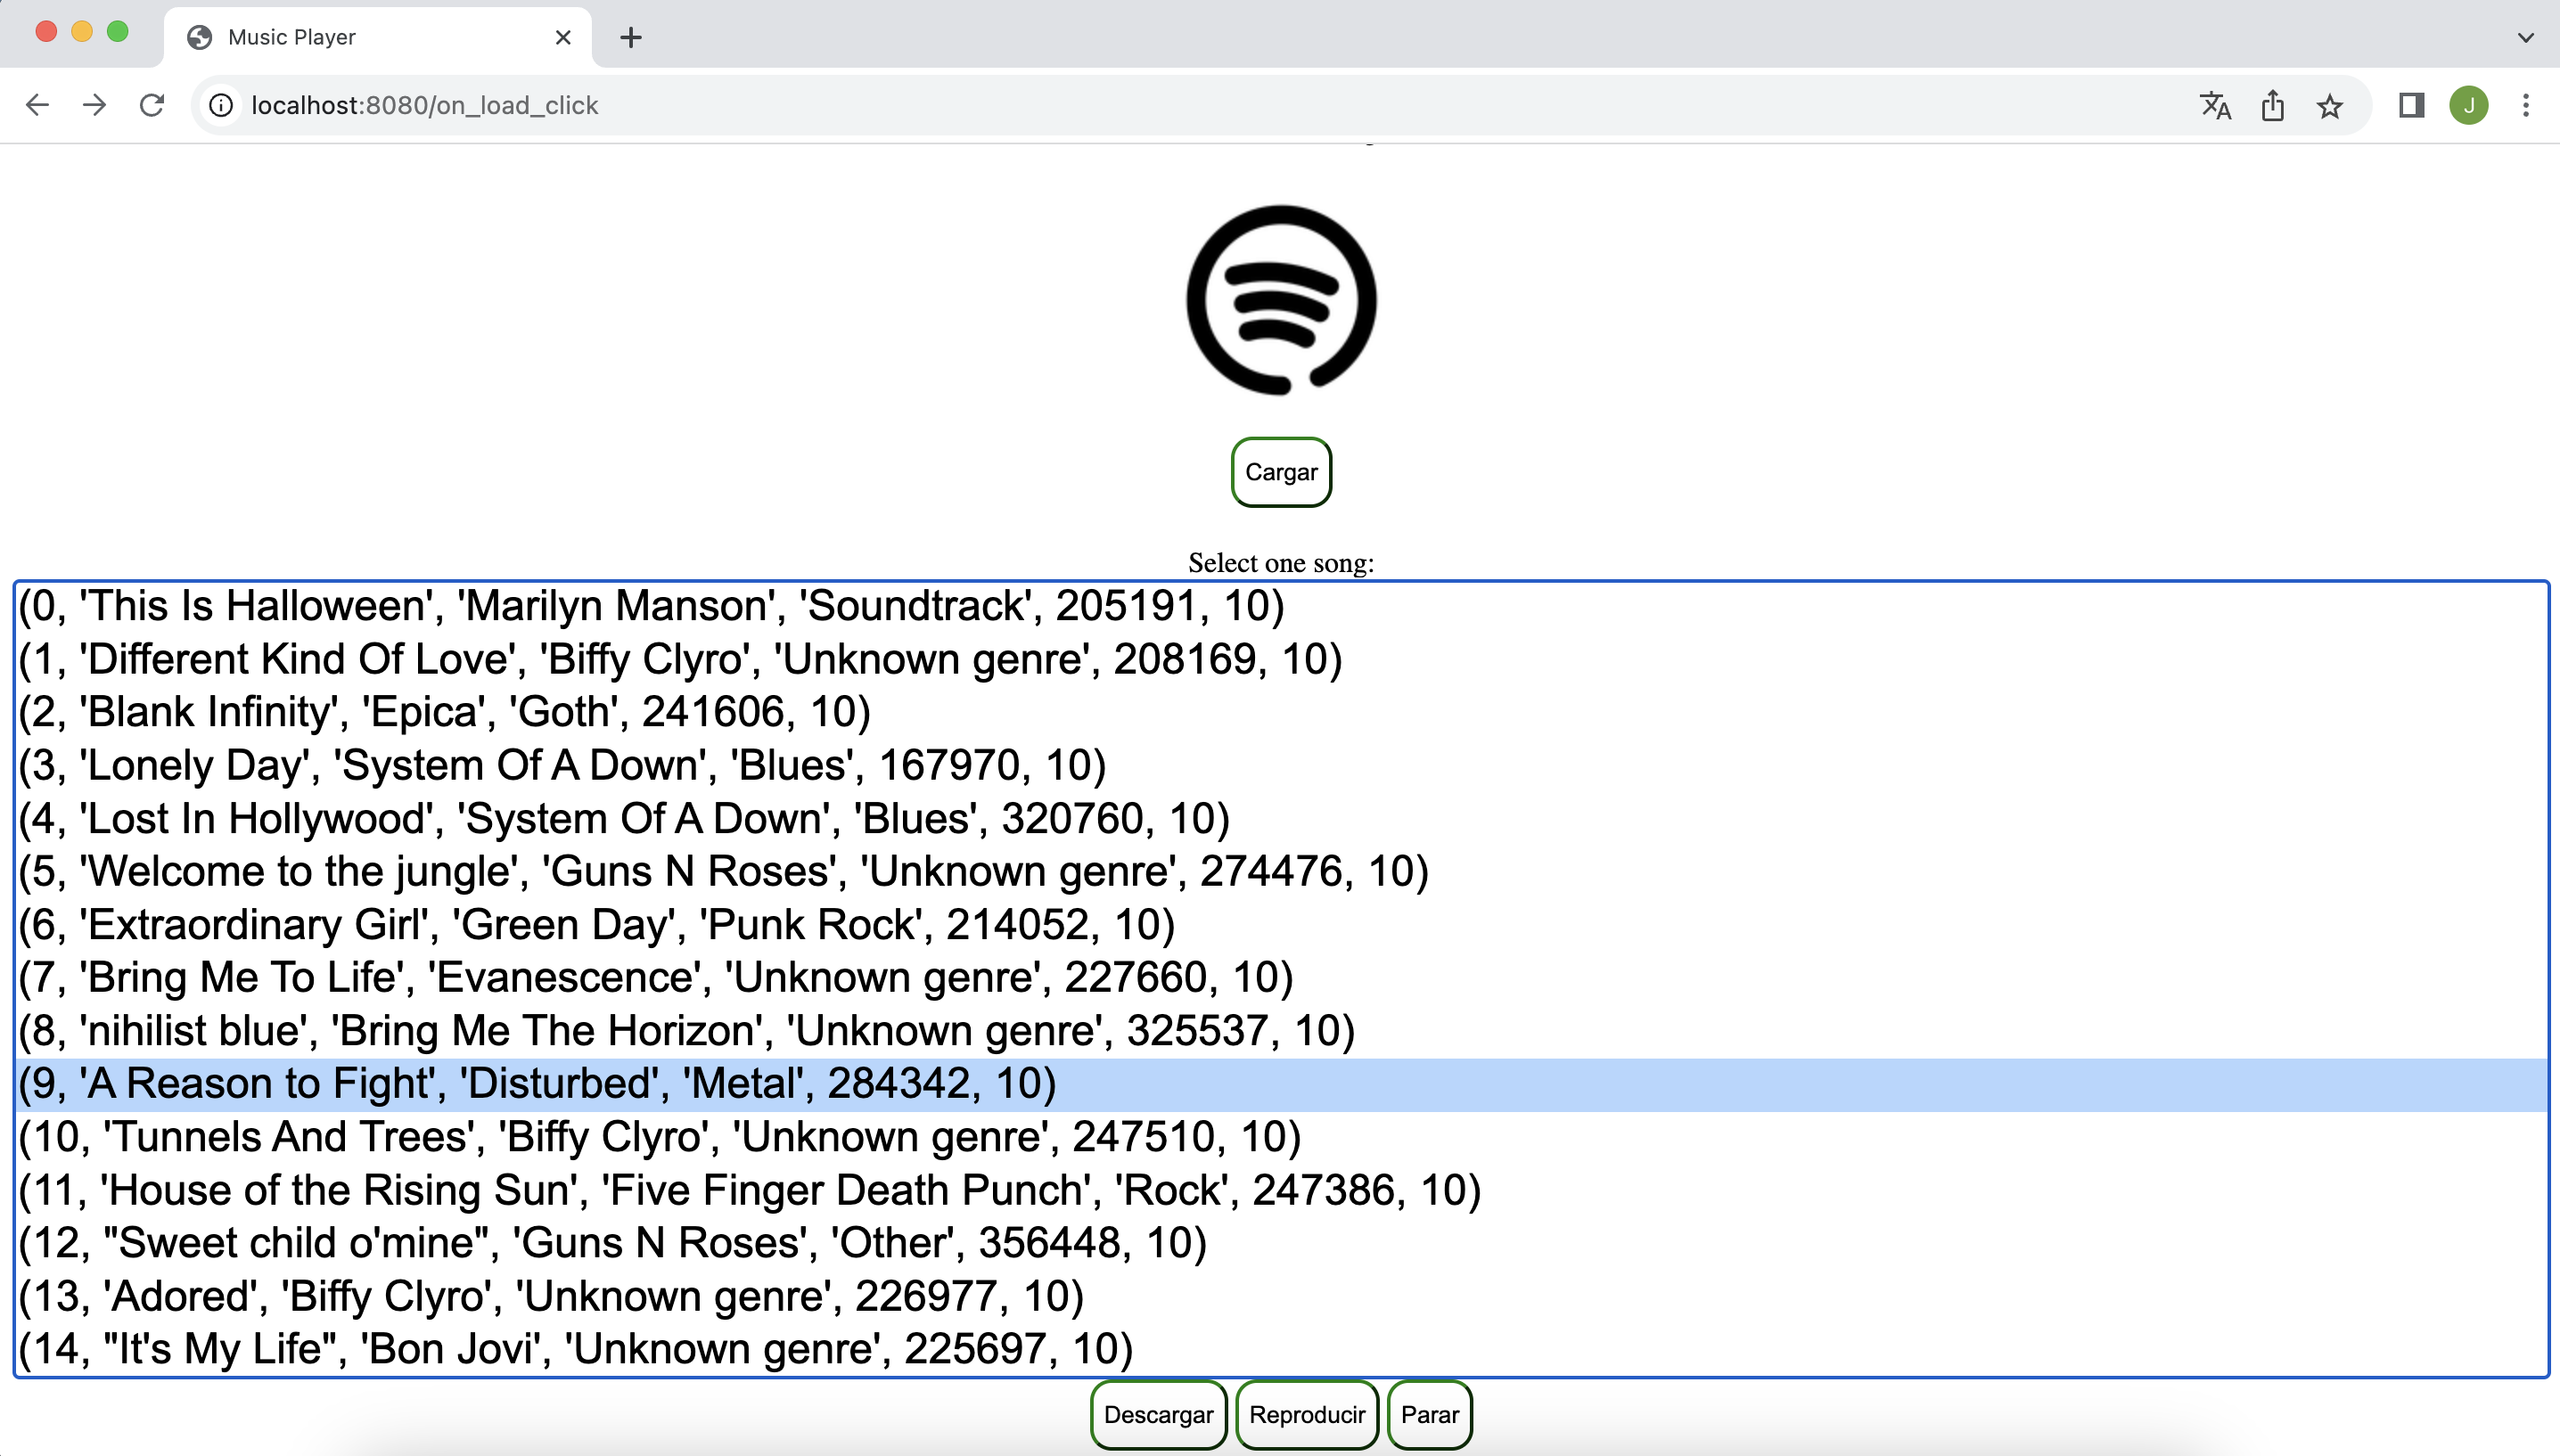 Music Player
localhost:8080/on_load_click
J
Cargar
Select one song:
(0, 'This Is Halloween', 'Marilyn Manson', 'Soundtrack', 205191, 10)
(1, 'Different Kind Of Love', 'Biffy Clyro', 'Unknown genre', 208169, 10)
(2, 'Blank Infinity', 'Epica', 'Goth', 241606, 10)
(3, 'Lonely Day', 'System Of A Down', 'Blues', 167970, 10)
(4, 'Lost In Hollywood', 'System Of A Down', 'Blues', 320760, 10)
(5, 'Welcome to the jungle', 'Guns N Roses', 'Unknown genre', 274476, 10)
(6, 'Extraordinary Girl', 'Green Day', 'Punk Rock', 214052, 10)
(7, 'Bring Me To Life', 'Evanescence', 'Unknown genre', 227660, 10)
(8, 'nihilist blue', 'Bring Me The Horizon', 'Unknown genre', 325537, 10)
(9, 'A Reason to Fight', 'Disturbed', 'Metal', 284342, 10)
(10, 'Tunnels And Trees', 'Biffy Clyro', 'Unknown genre', 247510, 10)
(11, 'House of the Rising Sun', 'Five Finger Death Punch', 'Rock', 247386, 10)
(12, "Sweet child o'mine", 'Guns N Roses', 'Other', 356448, 10)
(13, 'Adored', 'Biffy Clyro', 'Unknown genre', 226977, 10)
(14, "It's My Life", 'Bon Jovi', 'Unknown genre', 225697, 10)
Descargar Reproducir Parar